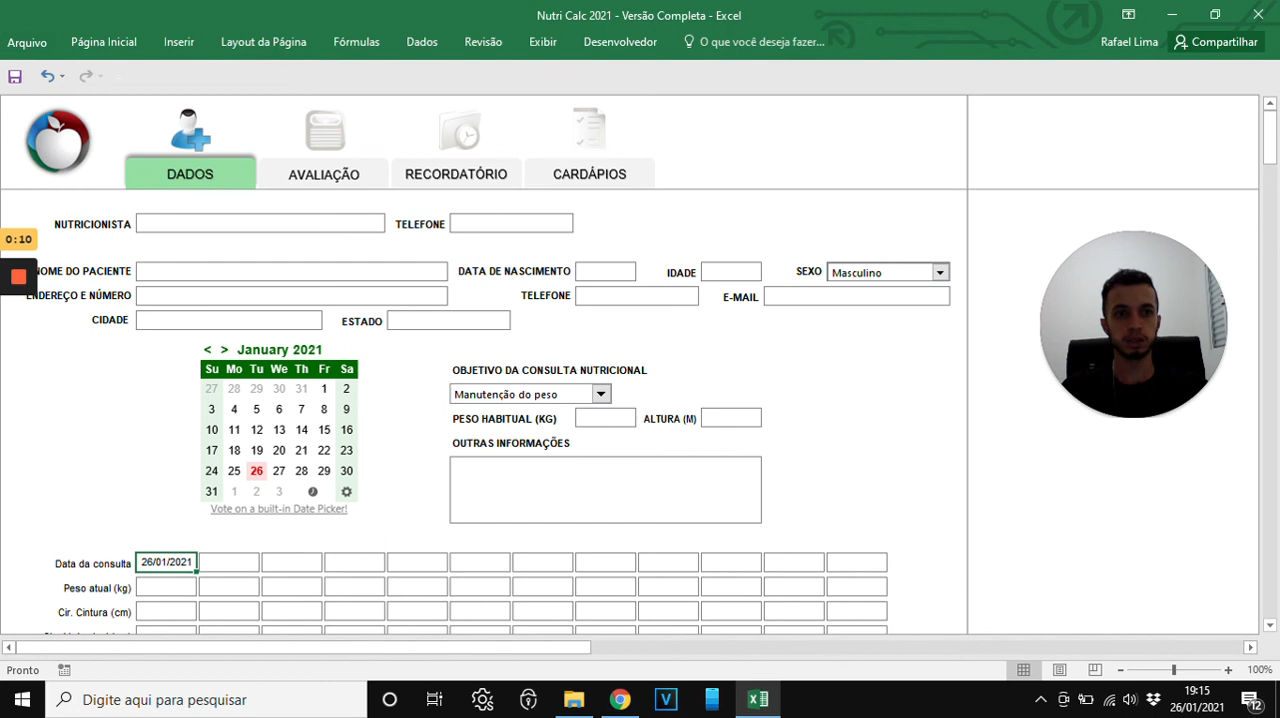 Nutri Calc 2021 - Versão Completa - Excel
Arquivo Página Inicial Inserir Layout da Página Fórmulas Dados Revisão Exibir Desenvolvedor O que você deseja fazer... Rafael Lima Compartilhar
DADOS AVALIAÇÃO RECORDATÓRIO CARDÁPIOS
NUTRICIONISTA TELEFONE
0:10
NOME DO PACIENTE DATA DE NASCIMENTO IDADE SEXO Masculino
ENDEREÇO E NÚMERO TELEFONE E-MAIL
CIDADE ESTADO
< > January 2021
Su Mo Tu We Th Fr Sa
27 28 29 30 31 1 2
3 4 5 6 7 8 9
10 11 12 13 14 15 16
17 18 19 20 21 22 23
24 25 26 27 28 29 30
31 1 2 3
Vote on a built-in Date Picker!
OBJETIVO DA CONSULTA NUTRICIONAL
Manutenção do peso
PESO HABITUAL (KG) ALTURA (M)
OUTRAS INFORMAÇÕES
Data da consulta 26/01/2021
Peso atual (kg)
Cir. Cintura (cm)
Pronto 100%
Digite aqui para pesquisar
19:15
26/01/2021
12